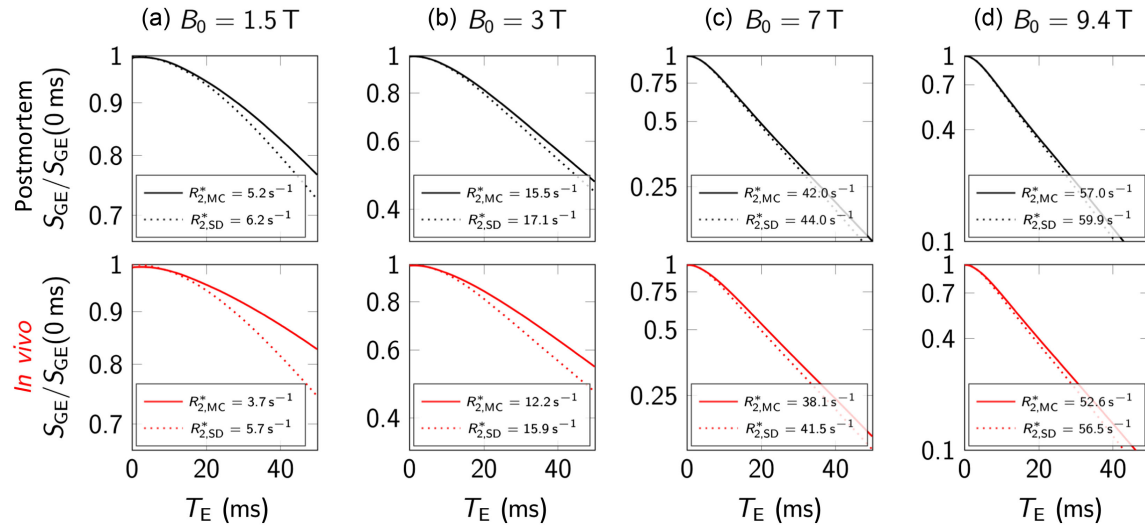 (a) B₀ = 1.5 T
(b) B₀ = 3 T
(c) B₀ = 7 T
(d) B₀ = 9.4 T
Postmortem
S_GE/S_GE(0 ms)
1
0.9
0.8
0.7
R*₂,MC = 5.2 s⁻¹
R*₂,SD = 6.2 s⁻¹
1
0.8
0.6
0.4
R*₂,MC = 15.5 s⁻¹
R*₂,SD = 17.1 s⁻¹
1
0.75
0.5
0.25
R*₂,MC = 42.0 s⁻¹
R*₂,SD = 44.0 s⁻¹
1
0.7
0.4
0.1
R*₂,MC = 57.0 s⁻¹
R*₂,SD = 59.9 s⁻¹
In vivo
S_GE/S_GE(0 ms)
1
0.9
0.8
0.7
R*₂,MC = 3.7 s⁻¹
R*₂,SD = 5.7 s⁻¹
0 20 40
T_E (ms)
1
0.8
0.6
0.4
R*₂,MC = 12.2 s⁻¹
R*₂,SD = 15.9 s⁻¹
0 20 40
T_E (ms)
1
0.75
0.5
0.25
R*₂,MC = 38.1 s⁻¹
R*₂,SD = 41.5 s⁻¹
0 20 40
T_E (ms)
1
0.7
0.4
0.1
R*₂,MC = 52.6 s⁻¹
R*₂,SD = 56.5 s⁻¹
0 20 40
T_E (ms)